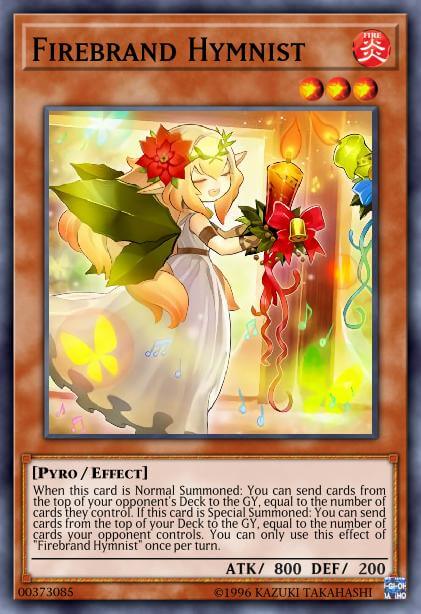 Firebrand Hymnist
FIRE
炎
[Pyro / Effect]
When this card is Normal Summoned: You can send cards from
the top of your opponent's Deck to the GY, equal to the number of
cards they control. If this card is Special Summoned: You can send
cards from the top of your Deck to the GY, equal to the number of
cards your opponent controls. You can only use this effect of
"Firebrand Hymnist" once per turn.
ATK/ 800 DEF/ 200
00373085
©1996 KAZUKI TAKAHASHI